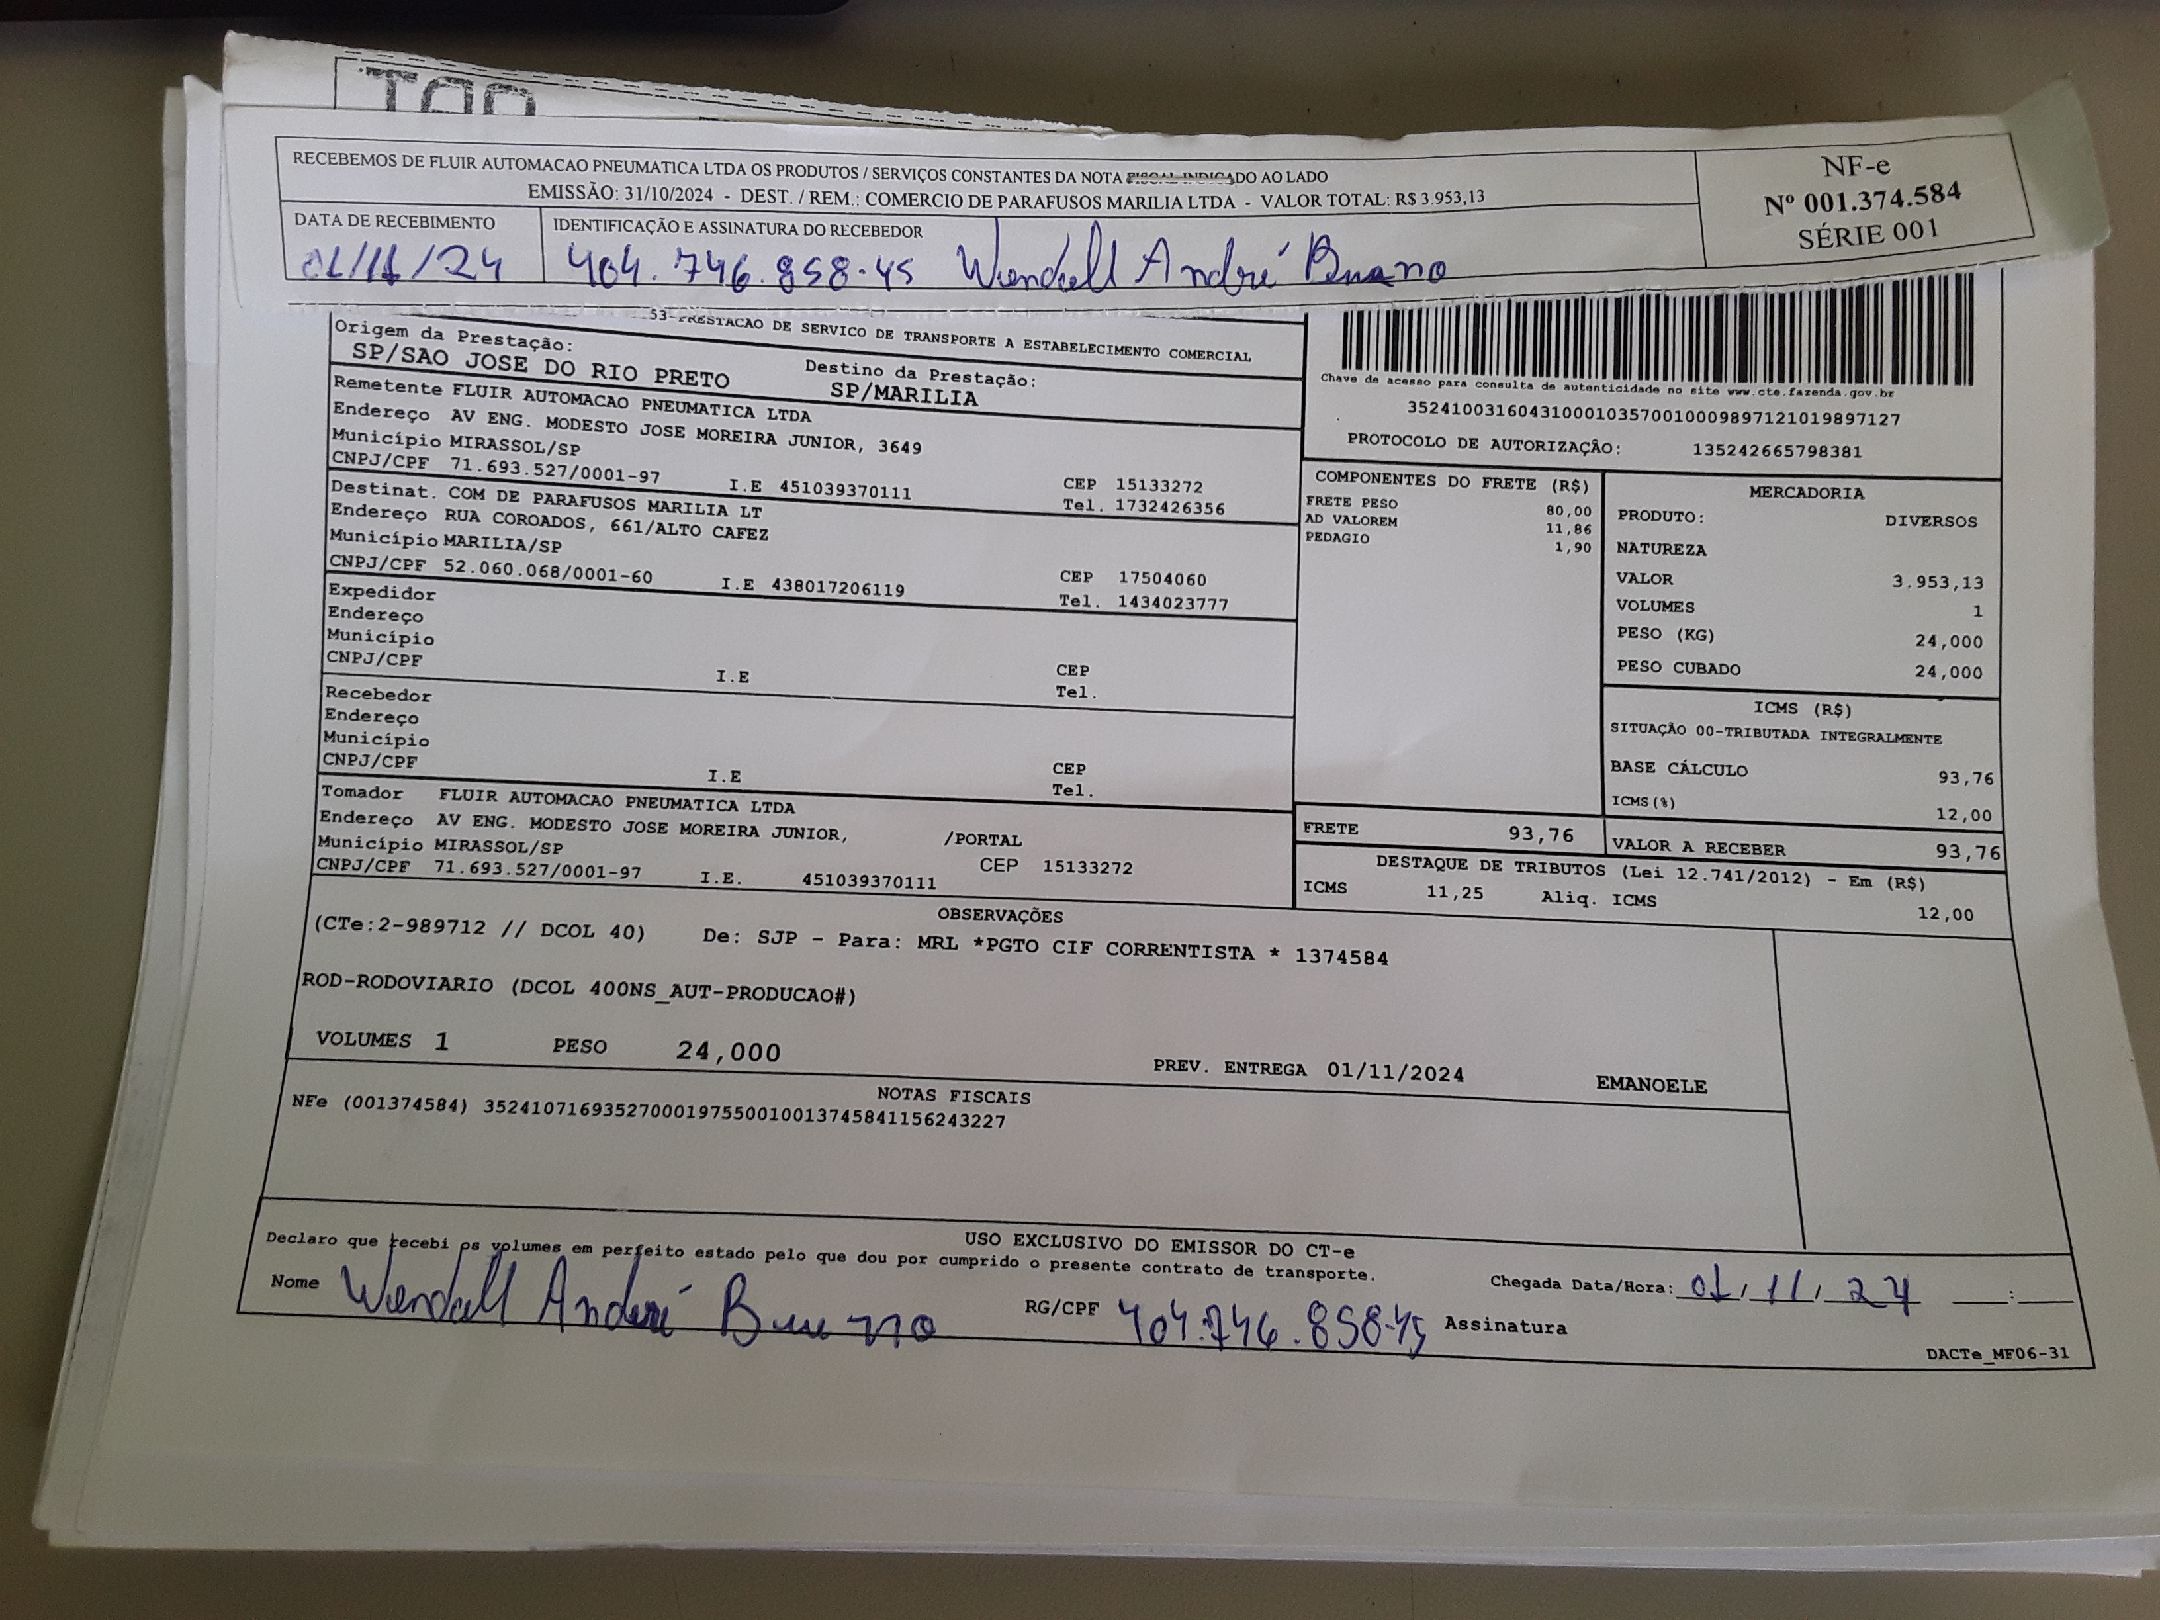 RECEBEMOS DE FLUIR AUTOMACAO PNEUMATICA LTDA OS PRODUTOS / SERVIÇOS CONSTANTES DA NOTA FISCAL INDICADO AO LADO
EMISSÃO: 31/10/2024 - DEST. / REM.: COMERCIO DE PARAFUSOS MARILIA LTDA - VALOR TOTAL: R$ 3.953,13
NF-e
Nº 001.374.584
SÉRIE 001
DATA DE RECEBIMENTO
01/11/24
IDENTIFICAÇÃO E ASSINATURA DO RECEBEDOR
404.746.858-45 Wendell André Bueno
53-PRESTACAO DE SERVICO DE TRANSPORTE A ESTABELECIMENTO COMERCIAL
Origem da Prestação:
SP/SAO JOSE DO RIO PRETO
Destino da Prestação:
SP/MARILIA
Remetente FLUIR AUTOMACAO PNEUMATICA LTDA
Endereço AV ENG. MODESTO JOSE MOREIRA JUNIOR, 3649
Município MIRASSOL/SP
CNPJ/CPF 71.693.527/0001-97 I.E 451039370111
CEP 15133272
Tel. 1732426356
Destinat. COM DE PARAFUSOS MARILIA LT
Endereço RUA COROADOS, 661/ALTO CAFEZ
Município MARILIA/SP
CNPJ/CPF 52.060.068/0001-60 I.E 438017206119
CEP 17504060
Tel. 1434023777
Expedidor
Endereço
Município
CNPJ/CPF I.E
CEP
Tel.
Recebedor
Endereço
Município
CNPJ/CPF I.E
CEP
Tel.
Tomador FLUIR AUTOMACAO PNEUMATICA LTDA
Endereço AV ENG. MODESTO JOSE MOREIRA JUNIOR, /PORTAL
Município MIRASSOL/SP CEP 15133272
CNPJ/CPF 71.693.527/0001-97 I.E. 451039370111
Chave de acesso para consulta de autenticidade no site www.cte.fazenda.gov.br
35241003160431000103570010009897121019897127
PROTOCOLO DE AUTORIZAÇÃO: 135242665798381
COMPONENTES DO FRETE (R$)
FRETE PESO 80,00
AD VALOREM 11,86
PEDAGIO 1,90
MERCADORIA
PRODUTO: DIVERSOS
NATUREZA
VALOR 3.953,13
VOLUMES 1
PESO (KG) 24,000
PESO CUBADO 24,000
ICMS (R$)
SITUAÇÃO 00-TRIBUTADA INTEGRALMENTE
BASE CÁLCULO 93,76
ICMS(%) 12,00
FRETE 93,76
VALOR A RECEBER 93,76
DESTAQUE DE TRIBUTOS (Lei 12.741/2012) - Em (R$)
ICMS 11,25 Aliq. ICMS 12,00
OBSERVAÇÕES
(CTe:2-989712 // DCOL 40) De: SJP - Para: MRL *PGTO CIF CORRENTISTA * 1374584
ROD-RODOVIARIO (DCOL 400NS_AUT-PRODUCAO#)
VOLUMES 1 PESO 24,000 PREV. ENTREGA 01/11/2024 EMANOELE
NOTAS FISCAIS
NFe (001374584) 35241071693527000197550010013745841156243227
USO EXCLUSIVO DO EMISSOR DO CT-e
Declaro que recebi os volumes em perfeito estado pelo que dou por cumprido o presente contrato de transporte.
Nome Wendell André Bueno RG/CPF 404.746.858-45 Assinatura
Chegada Data/Hora: 01/11/24 __:__
DACTe_MF06-31